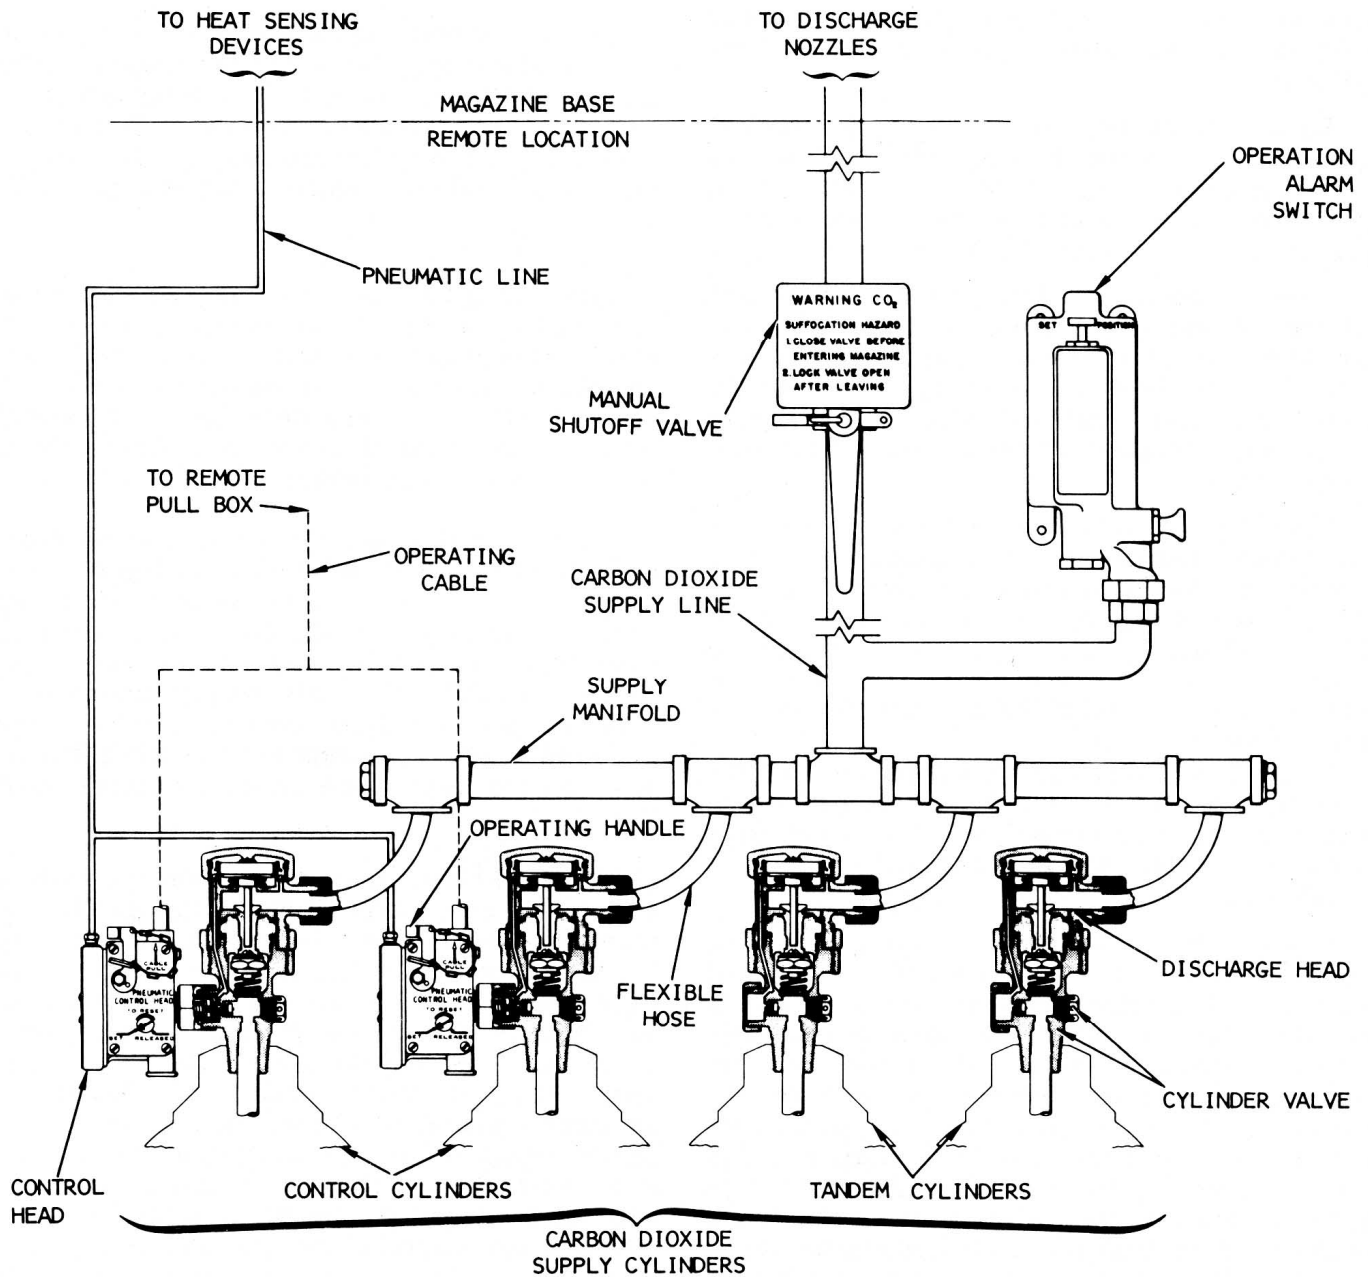 TO HEAT SENSING
DEVICES
TO DISCHARGE
NOZZLES
MAGAZINE BASE
REMOTE LOCATION
OPERATION
ALARM
SWITCH
PNEUMATIC LINE
WARNING CO2
SUFFOCATION HAZARD
1. CLOSE VALVE BEFORE
ENTERING MAGAZINE
2. LOCK VALVE OPEN
AFTER LEAVING
SET POSITION
MANUAL
SHUTOFF VALVE
TO REMOTE
PULL BOX
OPERATING
CABLE
CARBON DIOXIDE
SUPPLY LINE
SUPPLY
MANIFOLD
OPERATING HANDLE
CABLE
PULL
PNEUMATIC
CONTROL HEAD
TO RESET
SET RELEASED
CABLE
PULL
PNEUMATIC
CONTROL HEAD
TO RESET
SET RELEASED
FLEXIBLE
HOSE
DISCHARGE HEAD
CYLINDER VALVE
CONTROL
HEAD
CONTROL CYLINDERS
TANDEM CYLINDERS
CARBON DIOXIDE
SUPPLY CYLINDERS